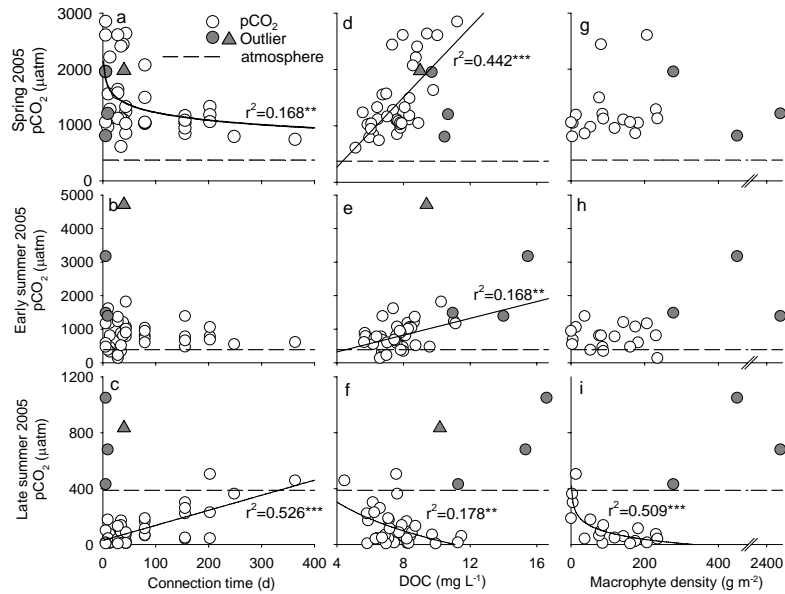 a
pCO₂
Outlier
atmosphere
r²=0.168**
d
r²=0.442***
g
3000
2000
1000
0
Spring 2005
pCO₂ (µatm)
b
e
r²=0.168**
h
5000
4000
3000
2000
1000
0
Early summer 2005
pCO₂ (µatm)
c
r²=0.526***
f
r²=0.178**
i
r²=0.509***
1200
800
400
0
Late summer 2005
pCO₂ (µatm)
0 100 200 300 400
4 8 12 16
0 200 400 2400
Connection time (d)
DOC (mg L⁻¹)
Macrophyte density (g m⁻²)